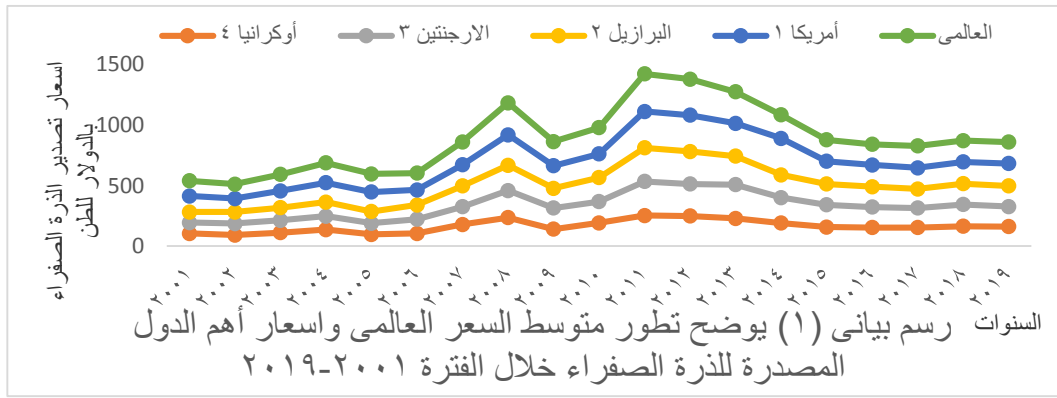 أوكرانيا ٤ الارجنتين ٣ البرازيل ٢ أمريكا ١ العالمى
اسعار تصدير الذرة الصفراء
بالدولار للطن
1500
1000
500
0
٢٠٠١ ٢٠٠٢ ٢٠٠٣ ٢٠٠٤ ٢٠٠٥ ٢٠٠٦ ٢٠٠٧ ٢٠٠٨ ٢٠٠٩ ٢٠١٠ ٢٠١١ ٢٠١٢ ٢٠١٣ ٢٠١٤ ٢٠١٥ ٢٠١٦ ٢٠١٧ ٢٠١٨ ٢٠١٩
السنوات
رسم بيانى (١) يوضح تطور متوسط السعر العالمى واسعار أهم الدول
المصدرة للذرة الصفراء خلال الفترة ٢٠٠١-٢٠١٩